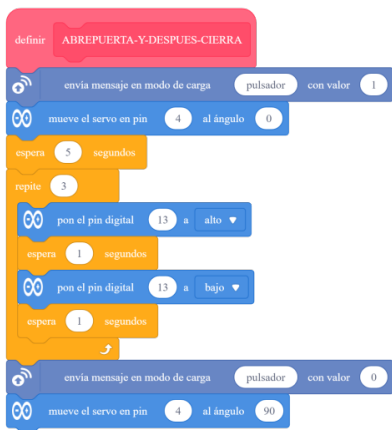 definir ABREPUERTA-Y-DESPUES-CIERRA
envía mensaje en modo de carga pulsador con valor 1
mueve el servo en pin 4 al ángulo 0
espera 5 segundos
repite 3
pon el pin digital 13 a alto
espera 1 segundos
pon el pin digital 13 a bajo
espera 1 segundos
envía mensaje en modo de carga pulsador con valor 0
mueve el servo en pin 4 al ángulo 90